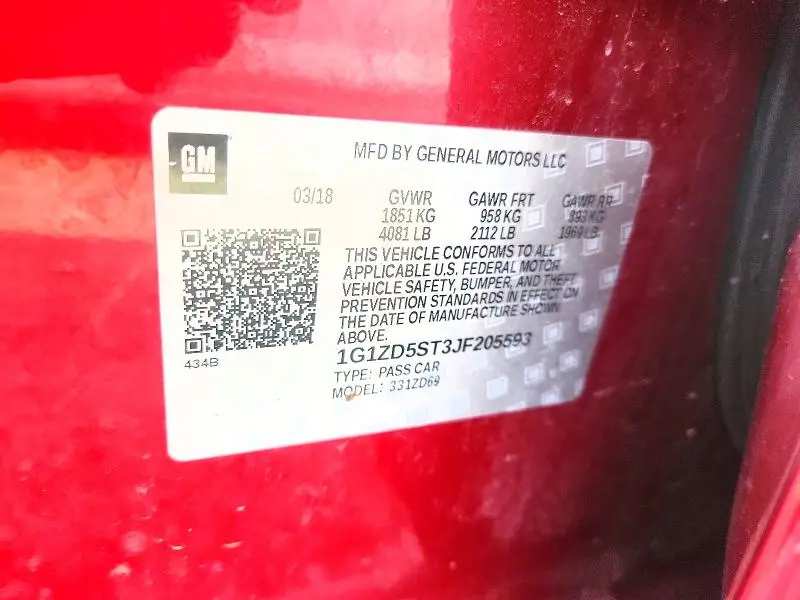 GM
MFD BY GENERAL MOTORS LLC
03/18 GVWR GAWR FRT GAWR RR
1851 KG 958 KG 893 KG
4081 LB 2112 LB 1969 LB
THIS VEHICLE CONFORMS TO ALL
APPLICABLE U.S. FEDERAL MOTOR
VEHICLE SAFETY, BUMPER, AND THEFT
PREVENTION STANDARDS IN EFFECT ON
THE DATE OF MANUFACTURE SHOWN
ABOVE.
434B
1G1ZD5ST3JF205593
TYPE: PASS CAR
MODEL: 331ZD69